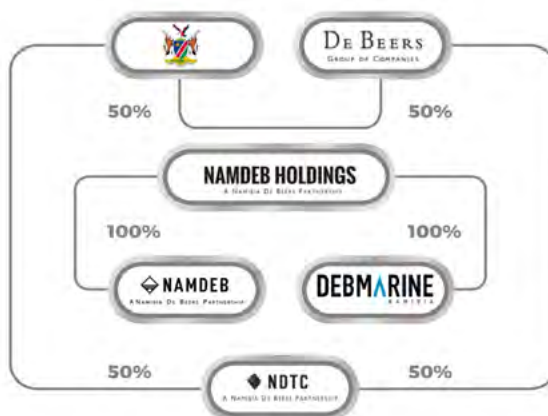 DE BEERS
GROUP OF COMPANIES
50%
50%
NAMDEB HOLDINGS
A NAMIBIA DE BEERS PARTNERSHIP
100%
100%
NAMDEB
A NAMIBIA DE BEERS PARTNERSHIP
DEBMARINE
NAMIBIA
50%
50%
NDTC
A NAMIBIA DE BEERS PARTNERSHIP